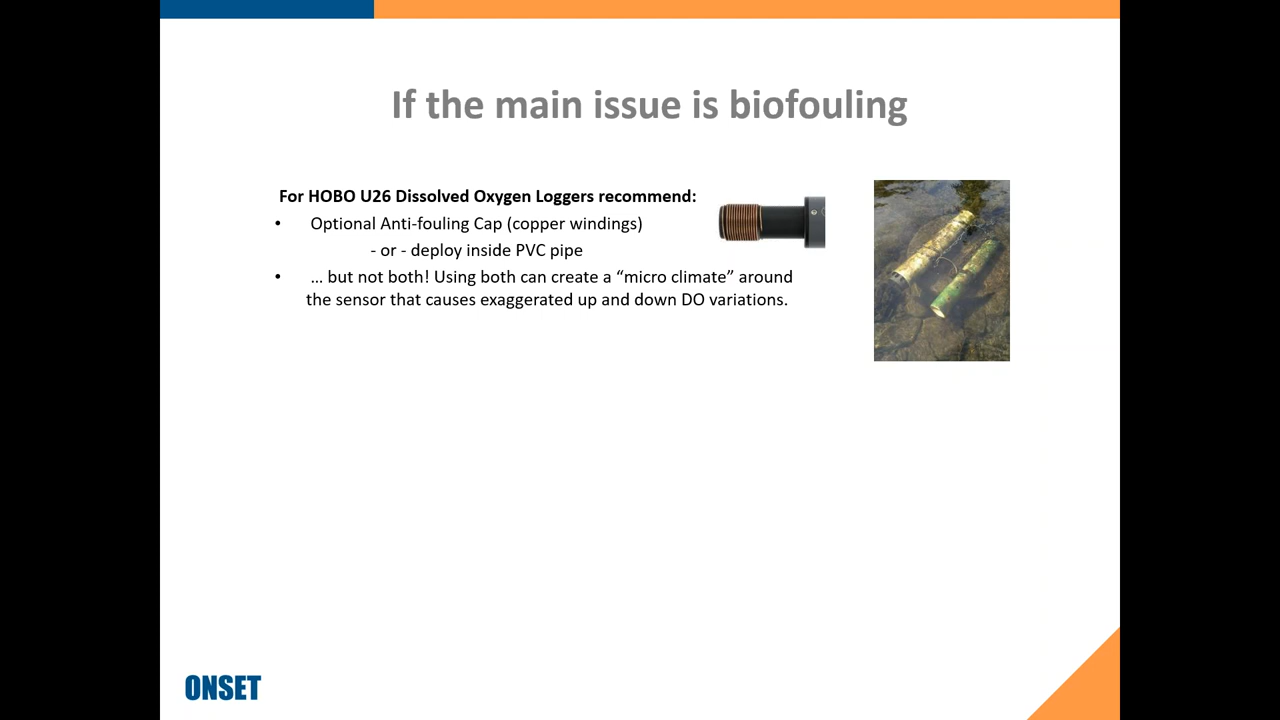 If the main issue is biofouling
For HOBO U26 Dissolved Oxygen Loggers recommend:
• Optional Anti-fouling Cap (copper windings)
- or - deploy inside PVC pipe
• … but not both! Using both can create a “micro climate” around
the sensor that causes exaggerated up and down DO variations.
ONSET